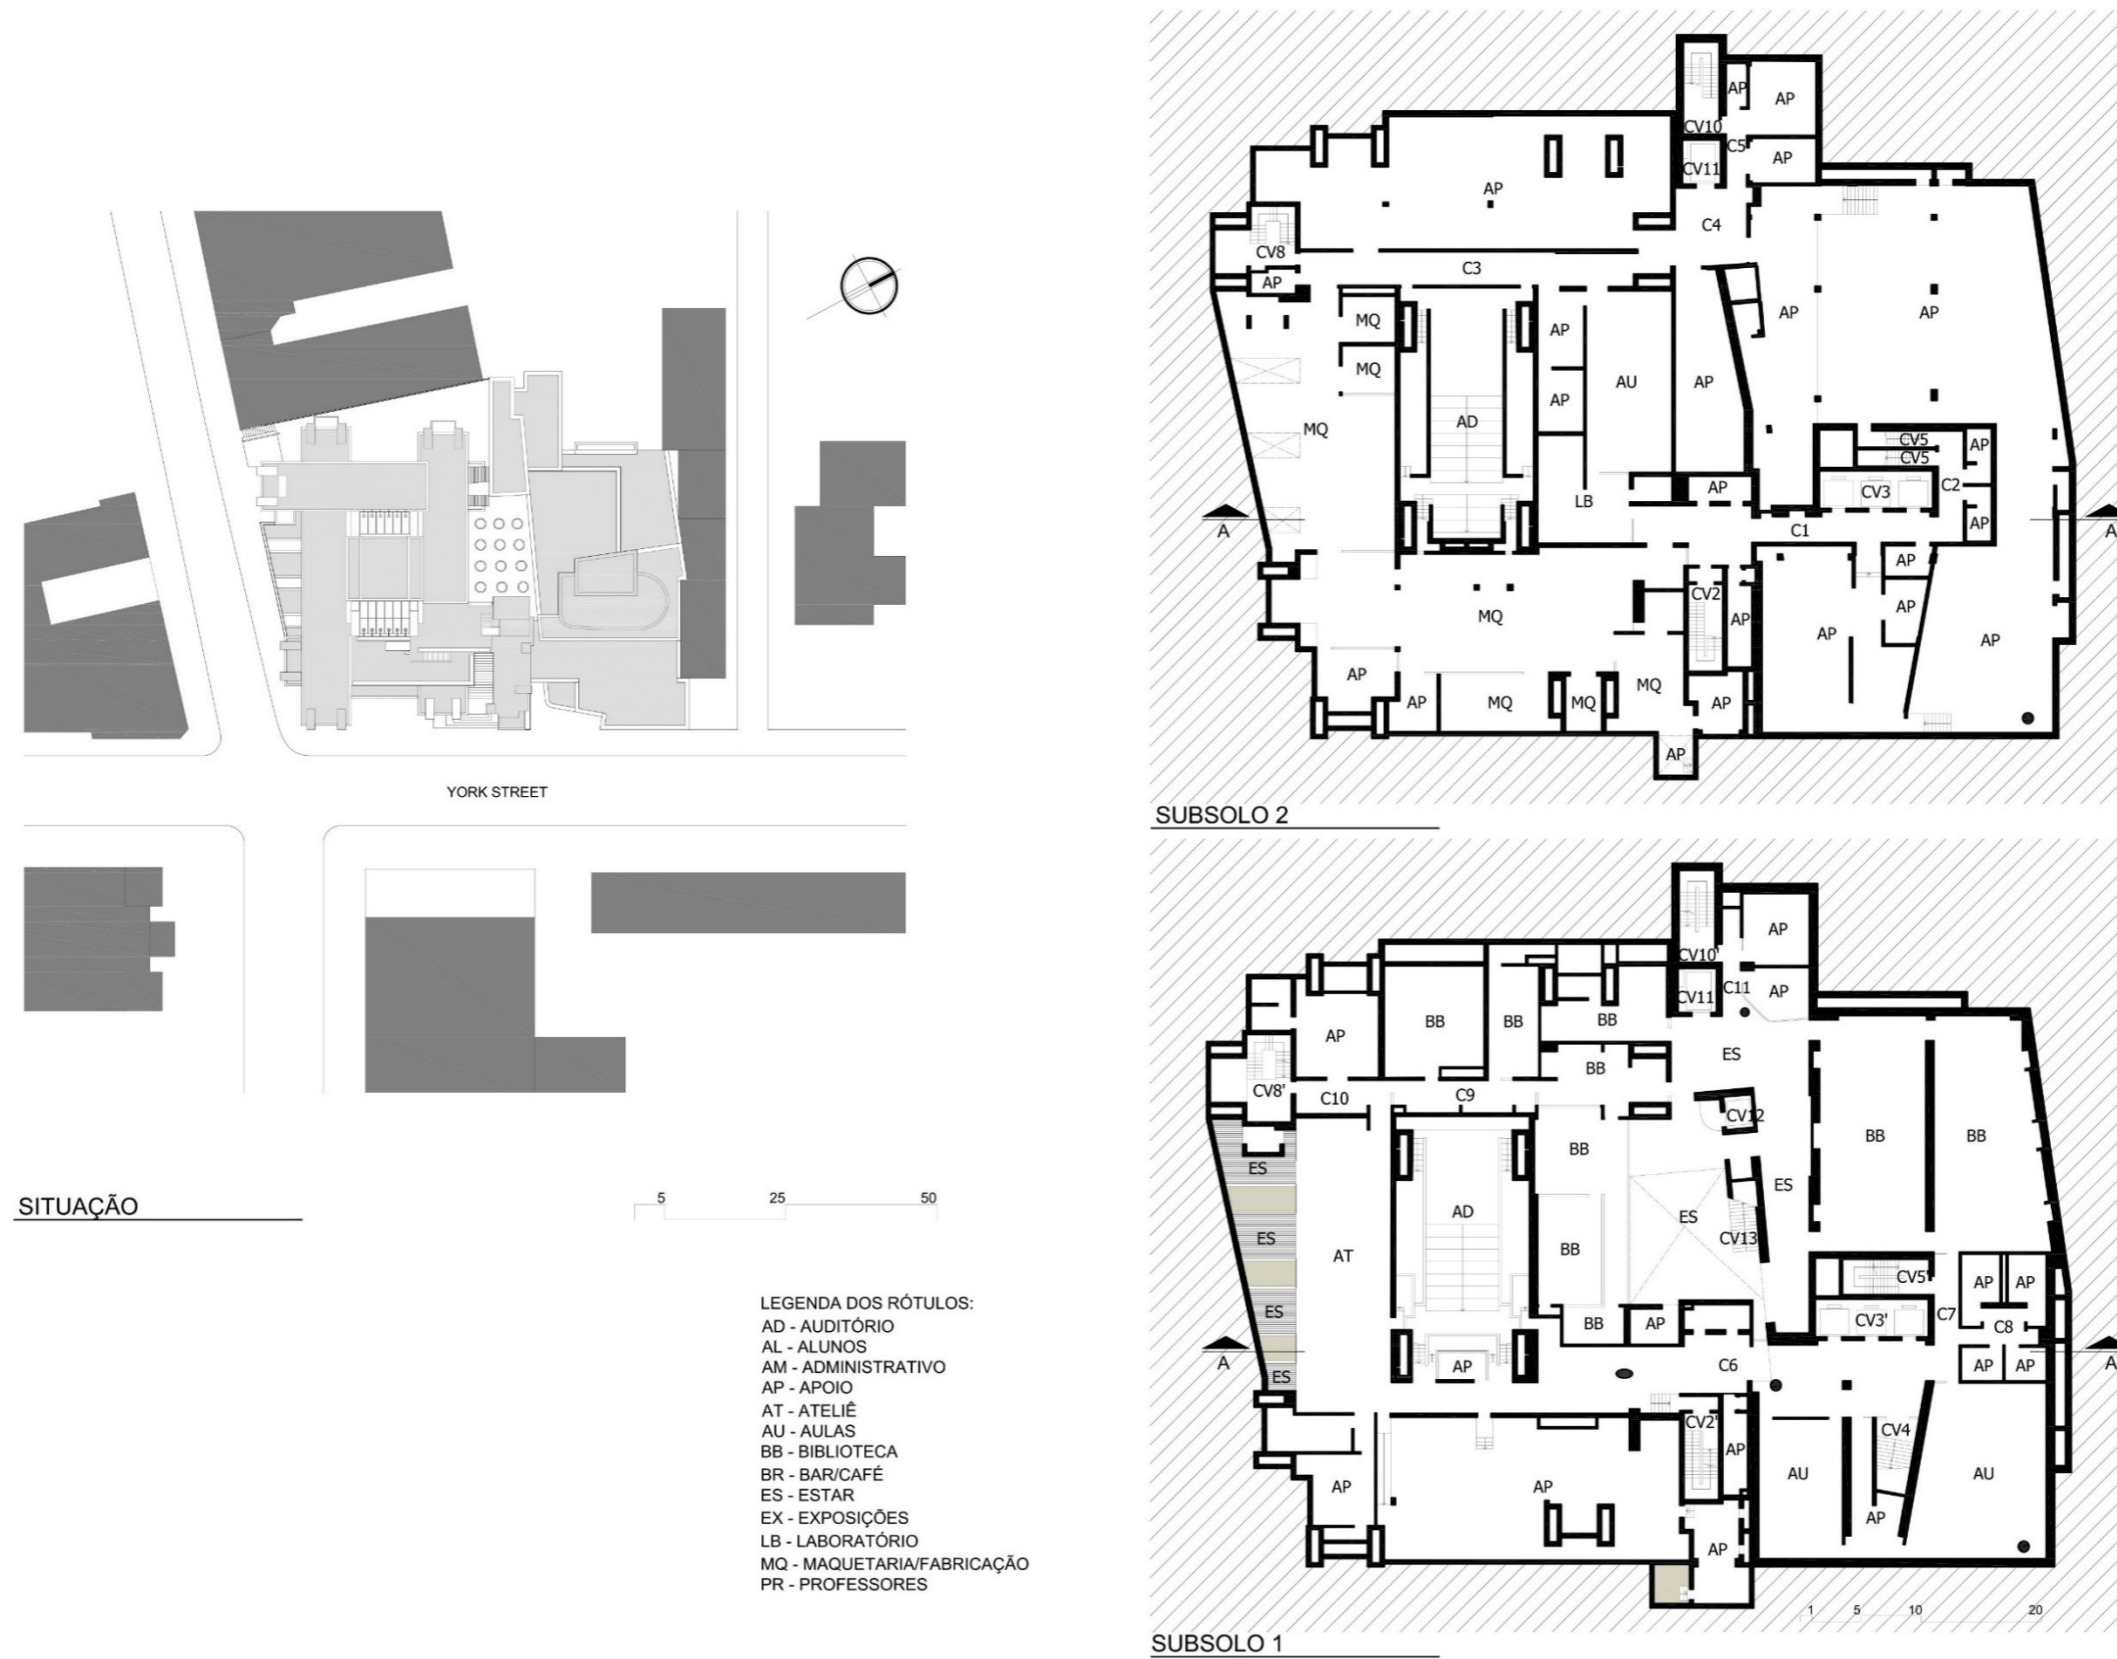 YORK STREET
SITUAÇÃO
5 25 50
LEGENDA DOS RÓTULOS:
AD - AUDITÓRIO
AL - ALUNOS
AM - ADMINISTRATIVO
AP - APOIO
AT - ATELIÊ
AU - AULAS
BB - BIBLIOTECA
BR - BAR/CAFÉ
ES - ESTAR
EX - EXPOSIÇÕES
LB - LABORATÓRIO
MQ - MAQUETARIA/FABRICAÇÃO
PR - PROFESSORES
AP
AP
CV10
C5
AP
CV11
AP
C4
CV8
C3
AP
MQ
AP
AP
AP
MQ
AU
AP
AP
AD
MQ
CV5
AP
CV5
LB
AP
CV3
C2
A
C1
AP
A
AP
CV2
AP
MQ
AP
AP
AP
AP
MQ
AP
MQ
MQ
AP
AP
AP
SUBSOLO 2
AP
CV10'
C11
AP
CV11
BB
BB
BB
AP
ES
BB
CV8'
C10
C9
CV12
BB
BB
BB
ES
ES
AD
ES
CV13
ES
AT
BB
CV5'
AP
AP
ES
BB
AP
CV3'
C7
C8
A
AP
C6
AP
AP
A
ES
CV2'
CV4
AP
AP
AP
AU
AU
AP
AP
1 5 10 20
SUBSOLO 1